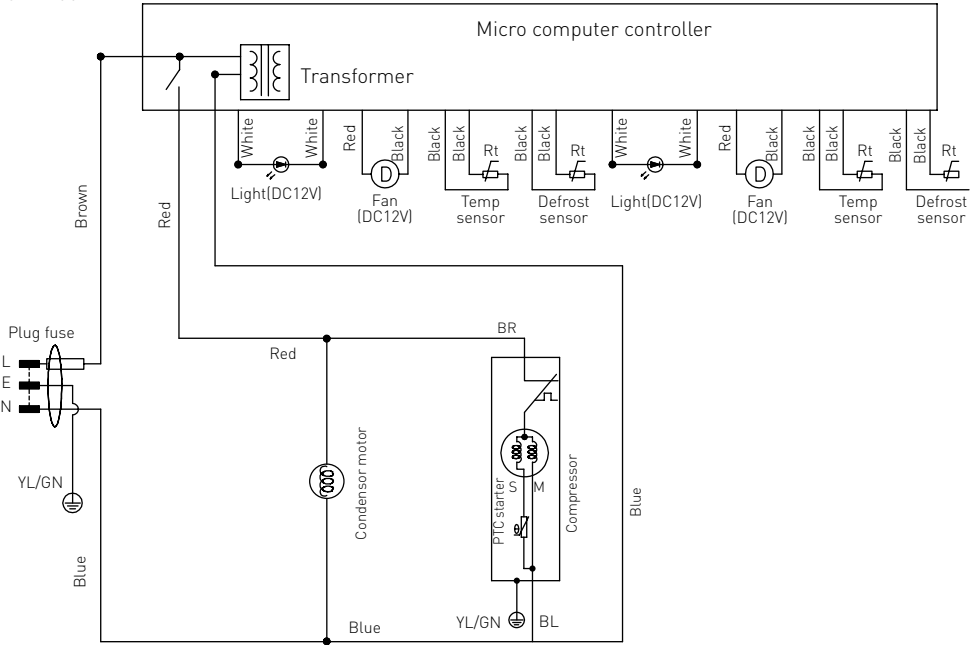 Micro computer controller
Transformer
White
White
Red
Black
Black
Black
Black
Black
White
White
Red
Black
Black
Black
Black
Black
Rt
Rt
Rt
Rt
D
D
Light(DC12V)
Fan
(DC12V)
Temp
sensor
Defrost
sensor
Light(DC12V)
Fan
(DC12V)
Temp
sensor
Defrost
sensor
Brown
Red
Plug fuse
L
E
N
Red
BR
YL/GN
Condensor motor
S
M
PTC starter
θ
Compressor
Blue
Blue
Blue
YL/GN
BL